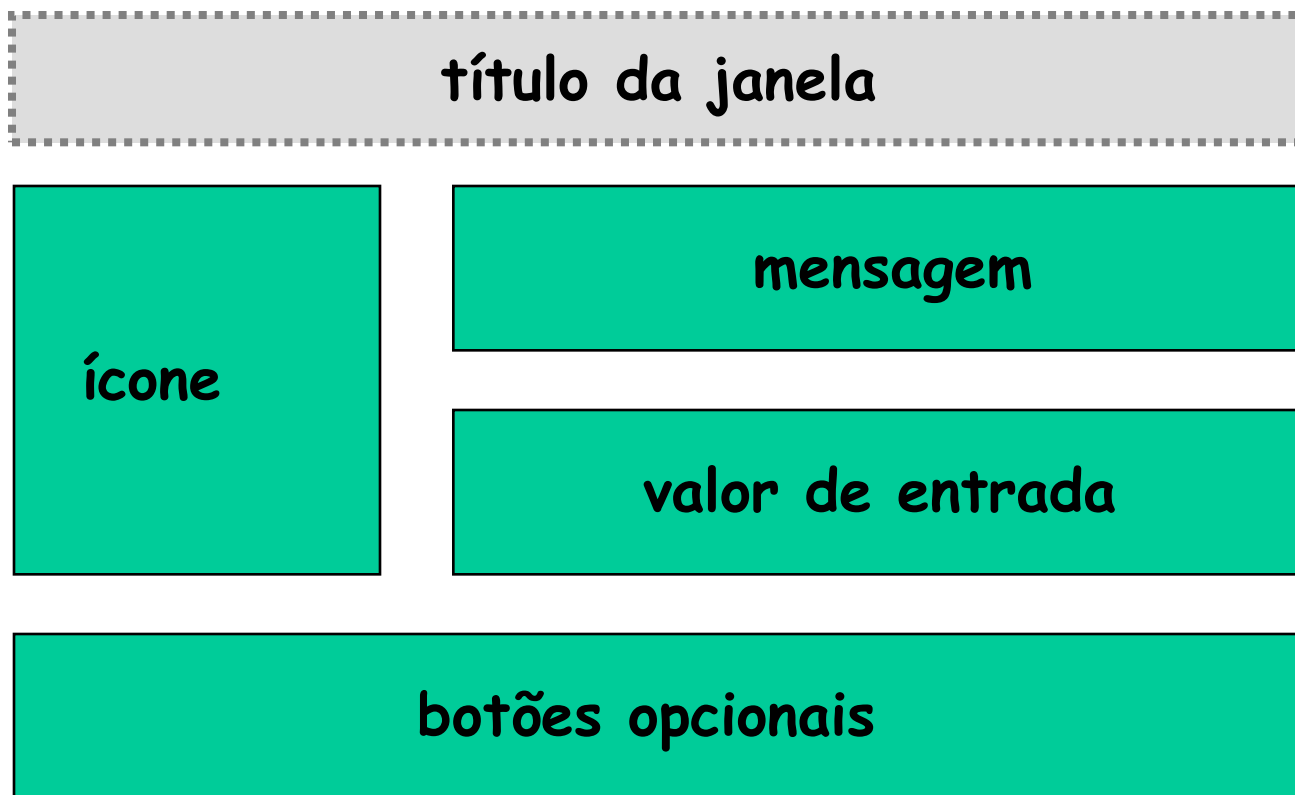 título da janela
mensagem
ícone
valor de entrada
botões opcionais